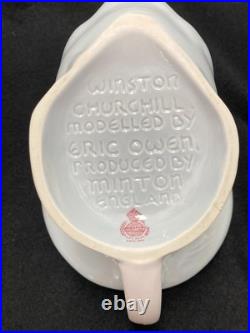 WINSTON
CHURCHILL
MODELLED BY
ERIC OWEN
PRODUCED BY
MINTON
ENGLAND